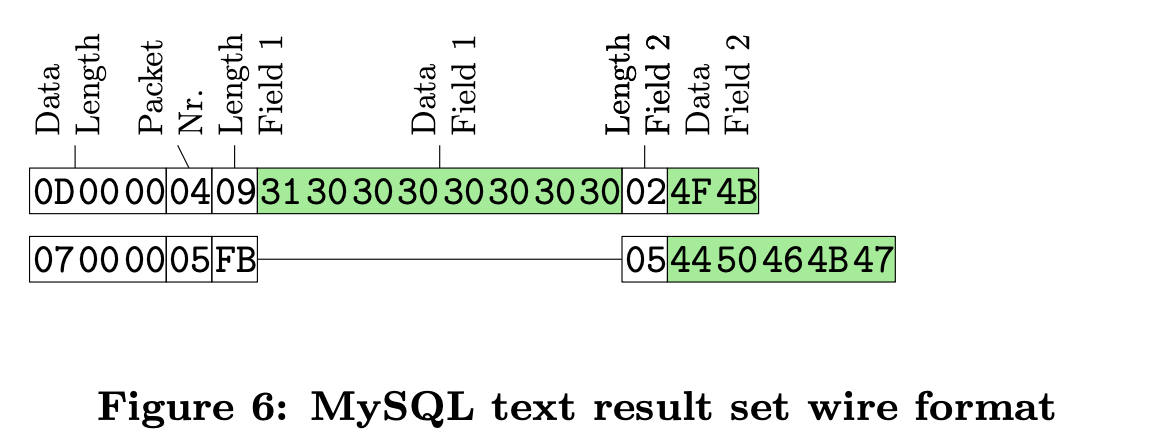 Data Length
Packet Nr.
Length Field 1
Data Field 1
Length Field 2
Data Field 2
0D 00 00 04 09 31 30 30 30 30 30 30 30 02 4F 4B
07 00 00 05 FB 05 44 50 46 4B 47
Figure 6: MySQL text result set wire format